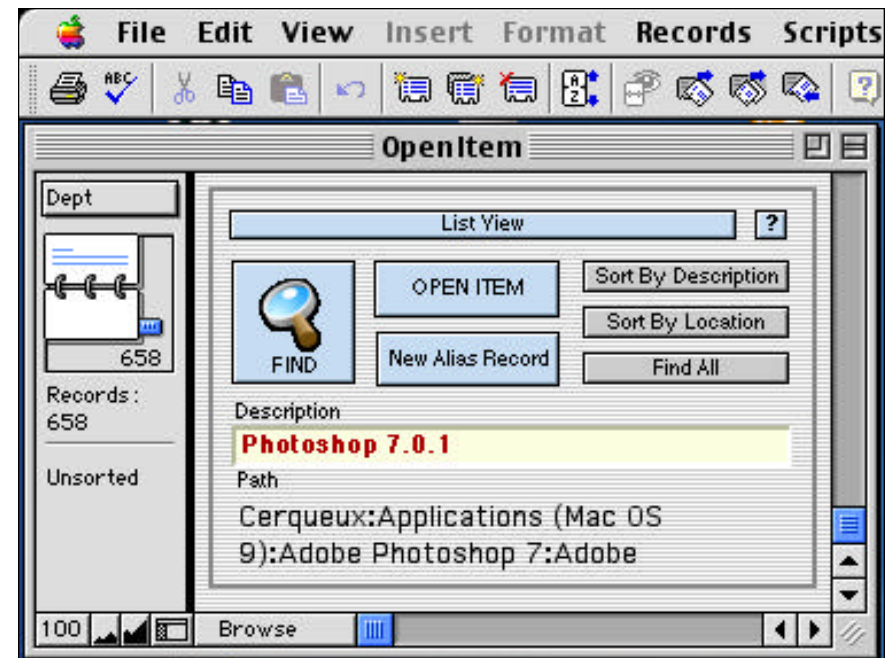 File Edit View Insert Format Records Scripts
ABC
A
Z
?
OpenItem
Dept
658
Records:
658
Unsorted
List View ?
FIND
OPEN ITEM
New Alias Record
Sort By Description
Sort By Location
Find All
Description
Photoshop 7.0.1
Path
Cerqueux:Applications (Mac OS
9):Adobe Photoshop 7:Adobe
100 Browse